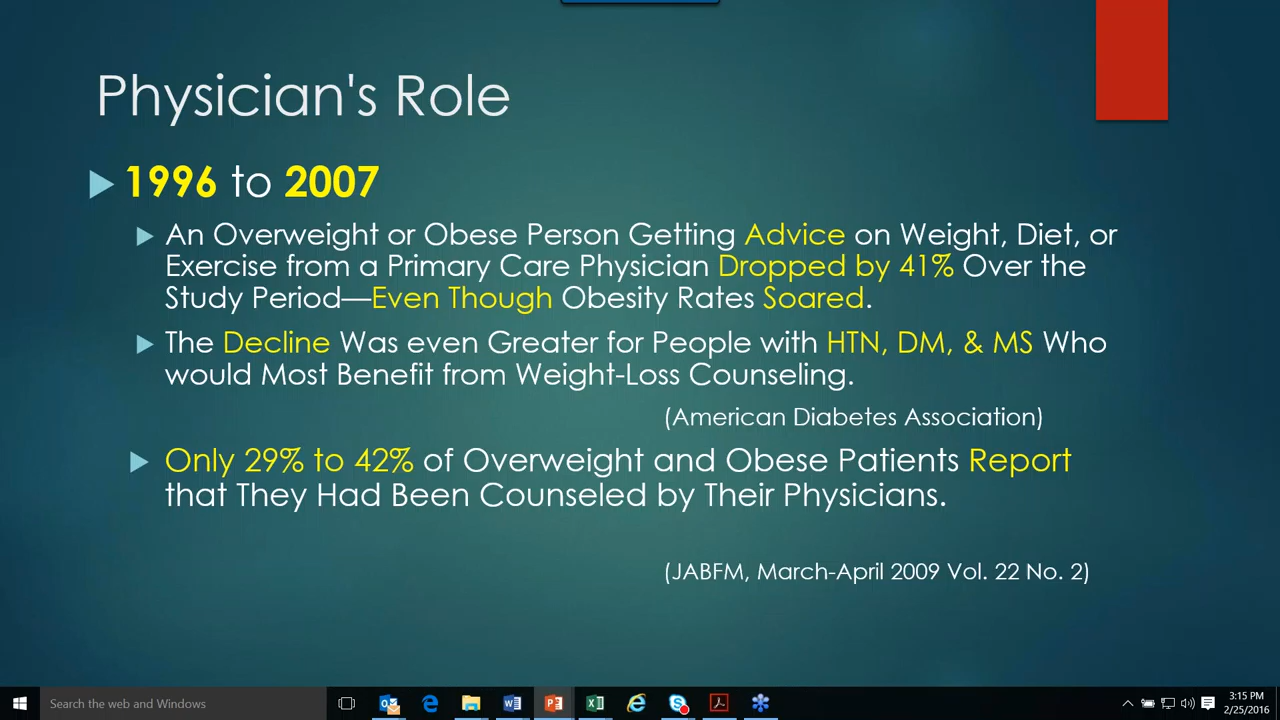 Physician's Role
1996 to 2007
An Overweight or Obese Person Getting Advice on Weight, Diet, or
Exercise from a Primary Care Physician Dropped by 41% Over the
Study Period—Even Though Obesity Rates Soared.
The Decline Was even Greater for People with HTN, DM, & MS Who
would Most Benefit from Weight-Loss Counseling.
(American Diabetes Association)
Only 29% to 42% of Overweight and Obese Patients Report
that They Had Been Counseled by Their Physicians.
(JABFM, March-April 2009 Vol. 22 No. 2)
Search the web and Windows
3:15 PM
2/25/2016